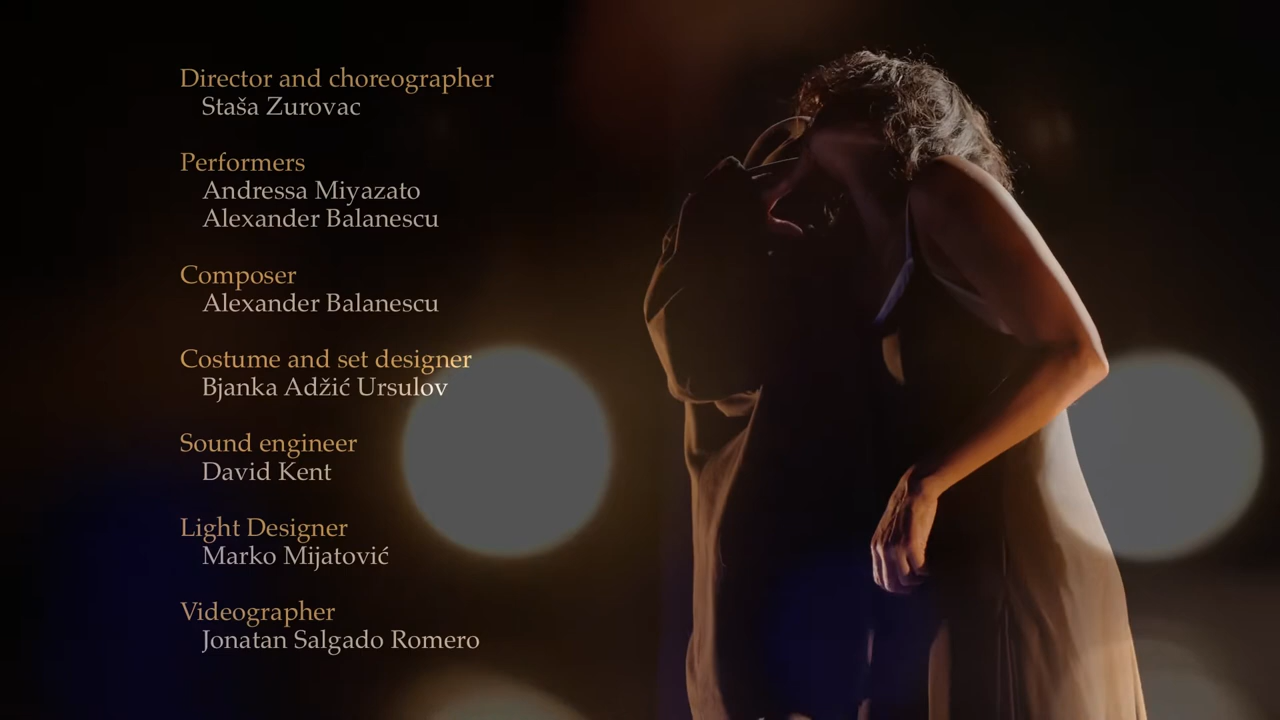 Director and choreographer
Staša Zurovac
Performers
Andressa Miyazato
Alexander Balanescu
Composer
Alexander Balanescu
Costume and set designer
Bjanka Adžić Ursulov
Sound engineer
David Kent
Light Designer
Marko Mijatović
Videographer
Jonatan Salgado Romero